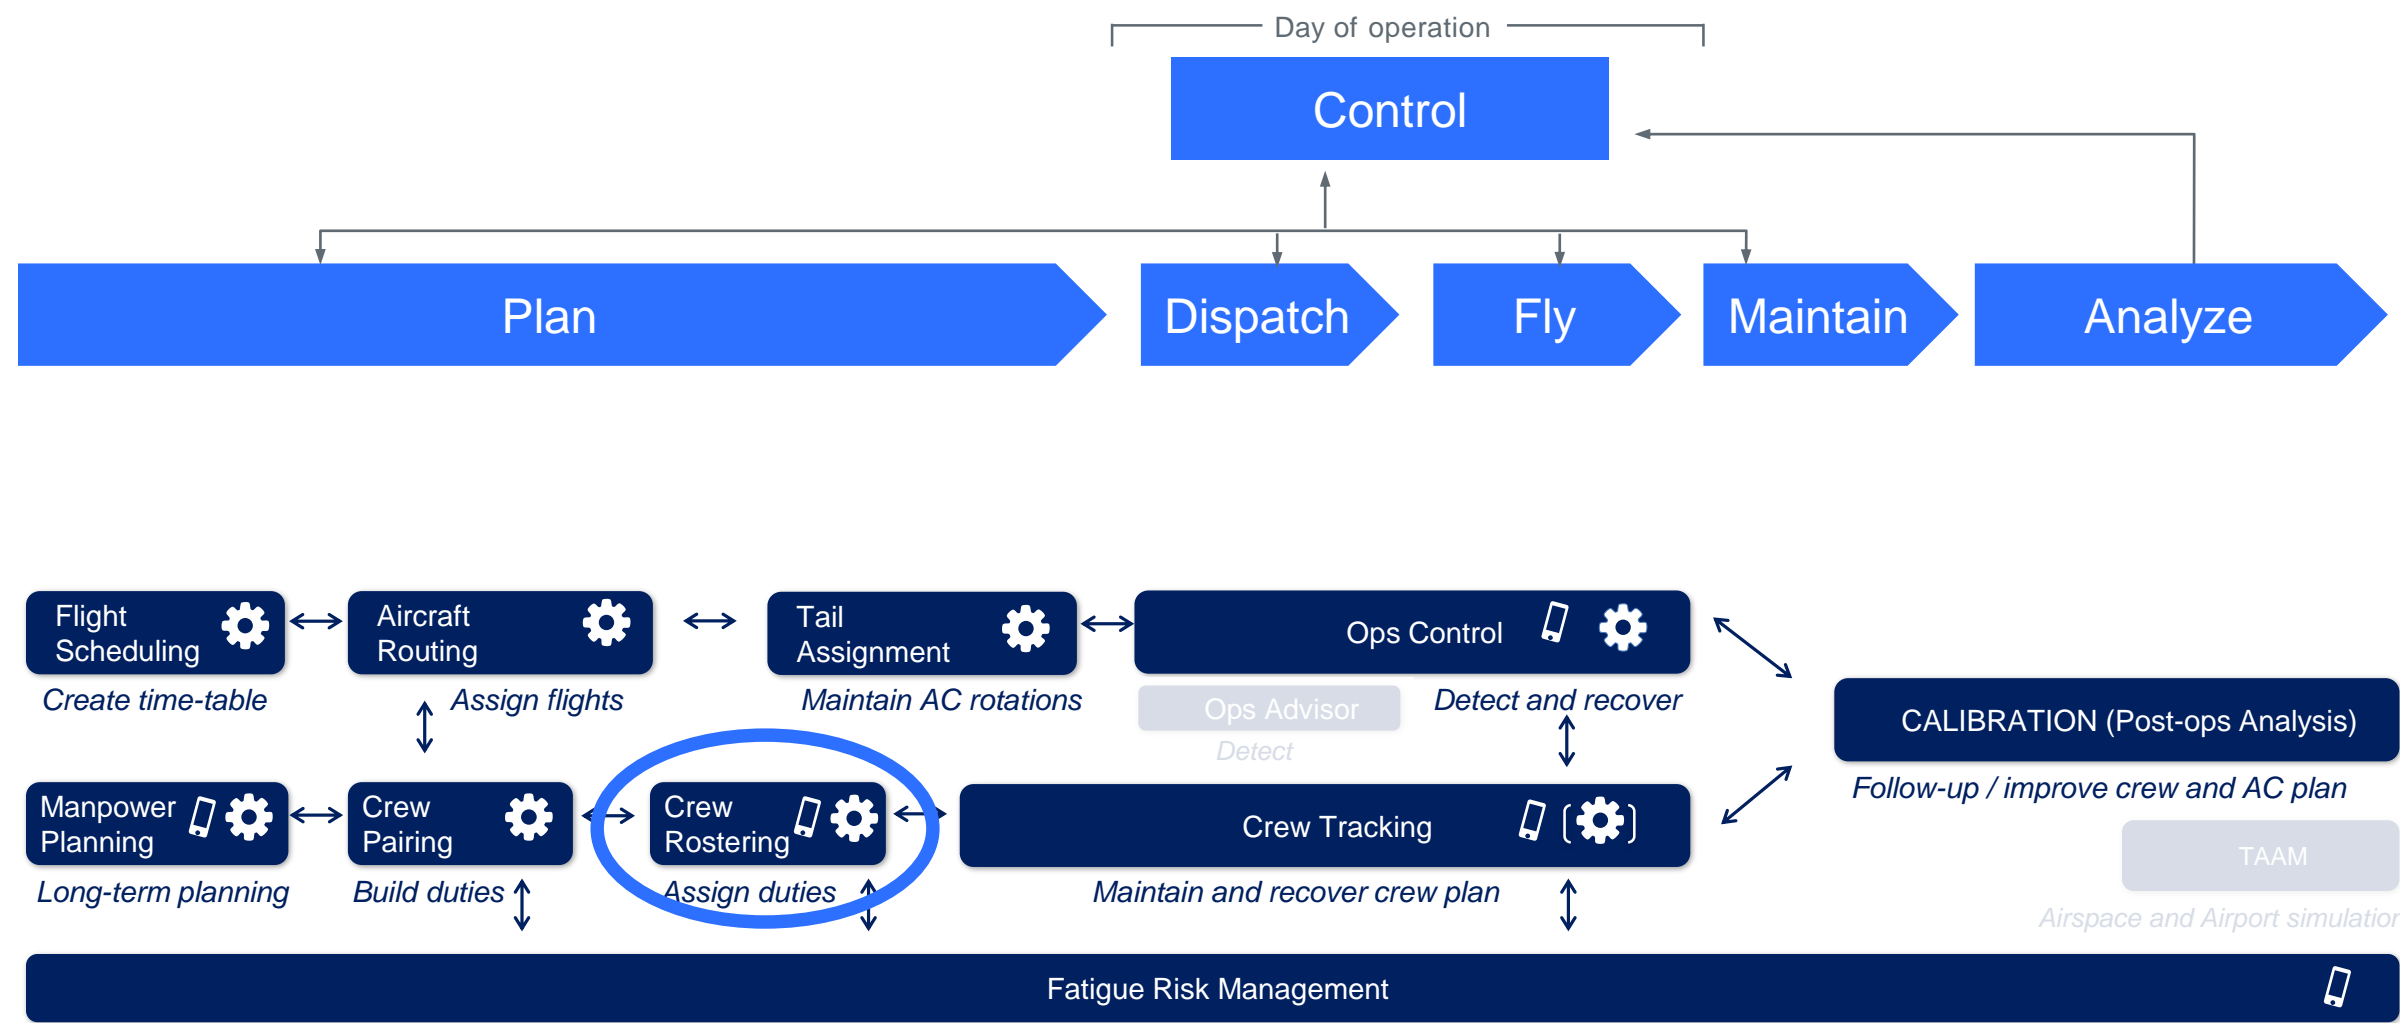 Day of operation
Control
Plan
Dispatch
Fly
Maintain
Analyze
Flight
Scheduling
Aircraft
Routing
Tail
Assignment
Ops Control
Create time-table
Assign flights
Maintain AC rotations
Ops Advisor
Detect and recover
Detect
CALIBRATION (Post-ops Analysis)
Follow-up / improve crew and AC plan
Manpower
Planning
Crew
Pairing
Crew
Rostering
Crew Tracking
TAAM
Long-term planning
Build duties
Assign duties
Maintain and recover crew plan
Airspace and Airport simulation
Fatigue Risk Management